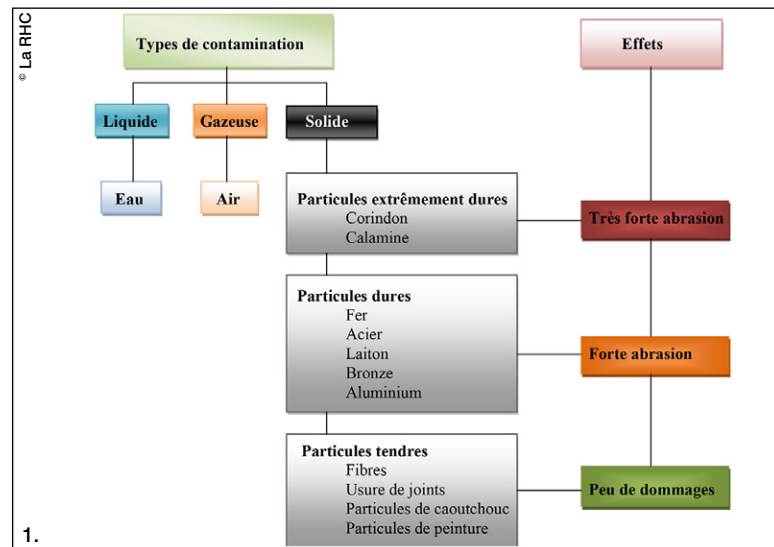 © La RHC
Types de contamination
Effets
Liquide
Gazeuse
Solide
Eau
Air
Particules extrêmement dures
Corindon
Calamine
Très forte abrasion
Particules dures
Fer
Acier
Laiton
Bronze
Aluminium
Forte abrasion
Particules tendres
Fibres
Usure de joints
Particules de caoutchouc
Particules de peinture
Peu de dommages
1.